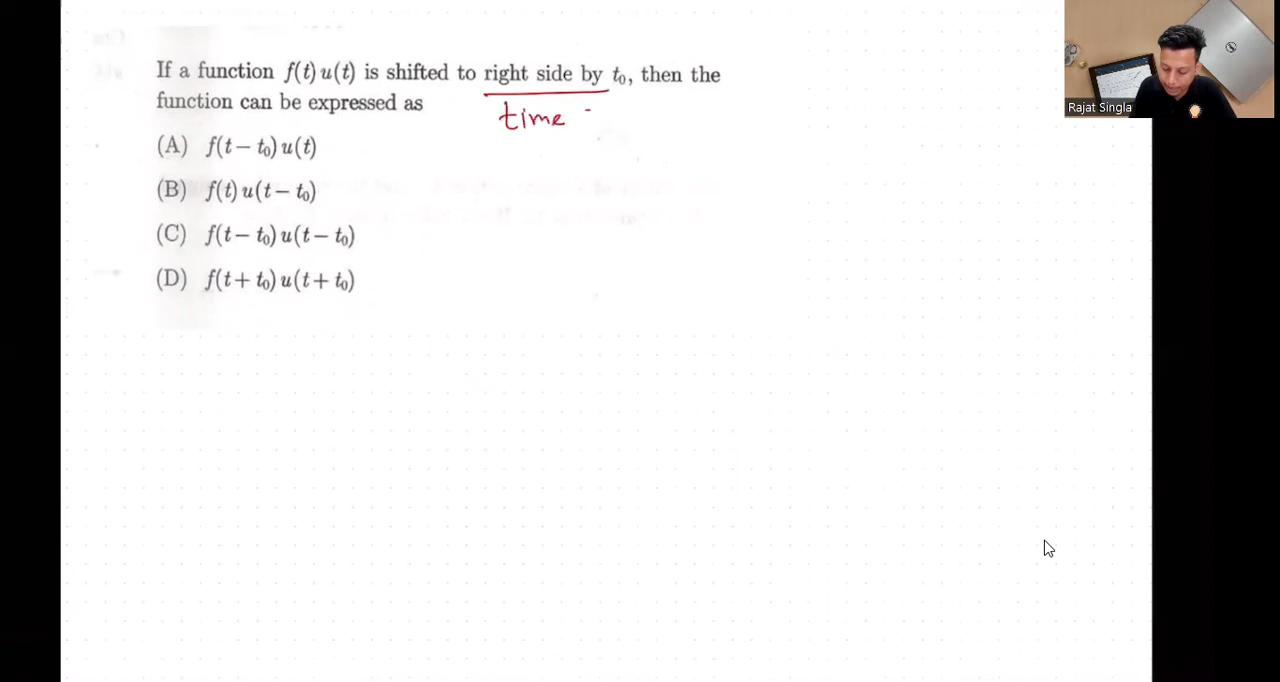 If a function f(t) u(t) is shifted to right side by t₀, then the
function can be expressed as
time -
(A) f(t − t₀) u(t)
(B) f(t) u(t − t₀)
(C) f(t − t₀) u(t − t₀)
(D) f(t + t₀) u(t + t₀)
Rajat Singla